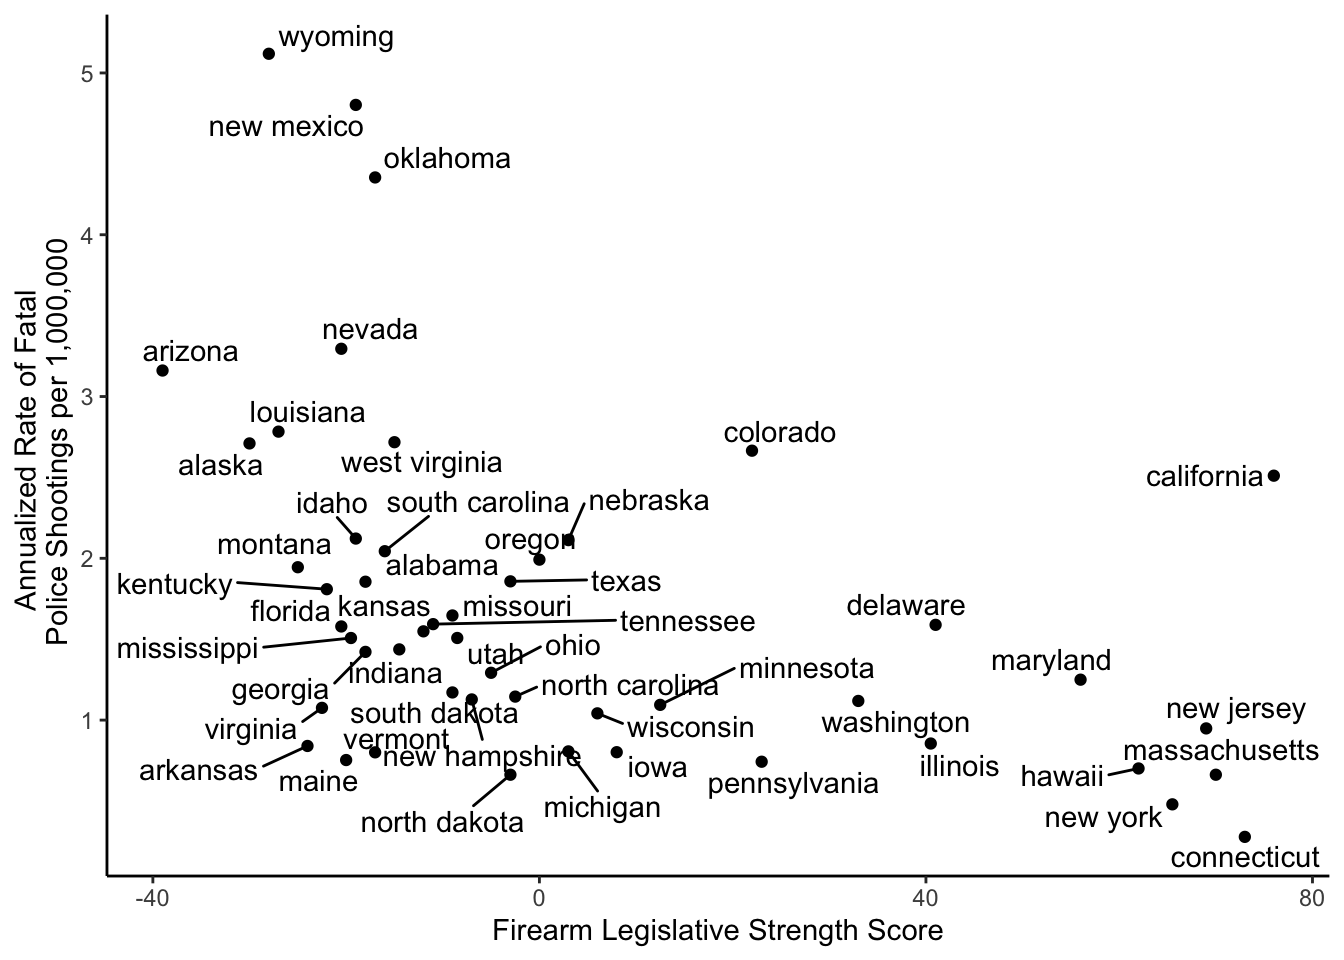 wyoming
5
new mexico
oklahoma
4
nevada
arizona
3
louisiana
colorado
alaska
west virginia
california
idaho
south carolina
nebraska
montana
oregon
2
alabama
kentucky
texas
florida
kansas
missouri
delaware
tennessee
mississippi
utah
ohio
maryland
indiana
minnesota
georgia
north carolina
new jersey
south dakota
1
virginia
wisconsin
washington
vermont
massachusetts
new hampshire
arkansas
maine
iowa
illinois
hawaii
pennsylvania
michigan
north dakota
new york
connecticut
Annualized Rate of Fatal
Police Shootings per 1,000,000
-40
0
40
80
Firearm Legislative Strength Score